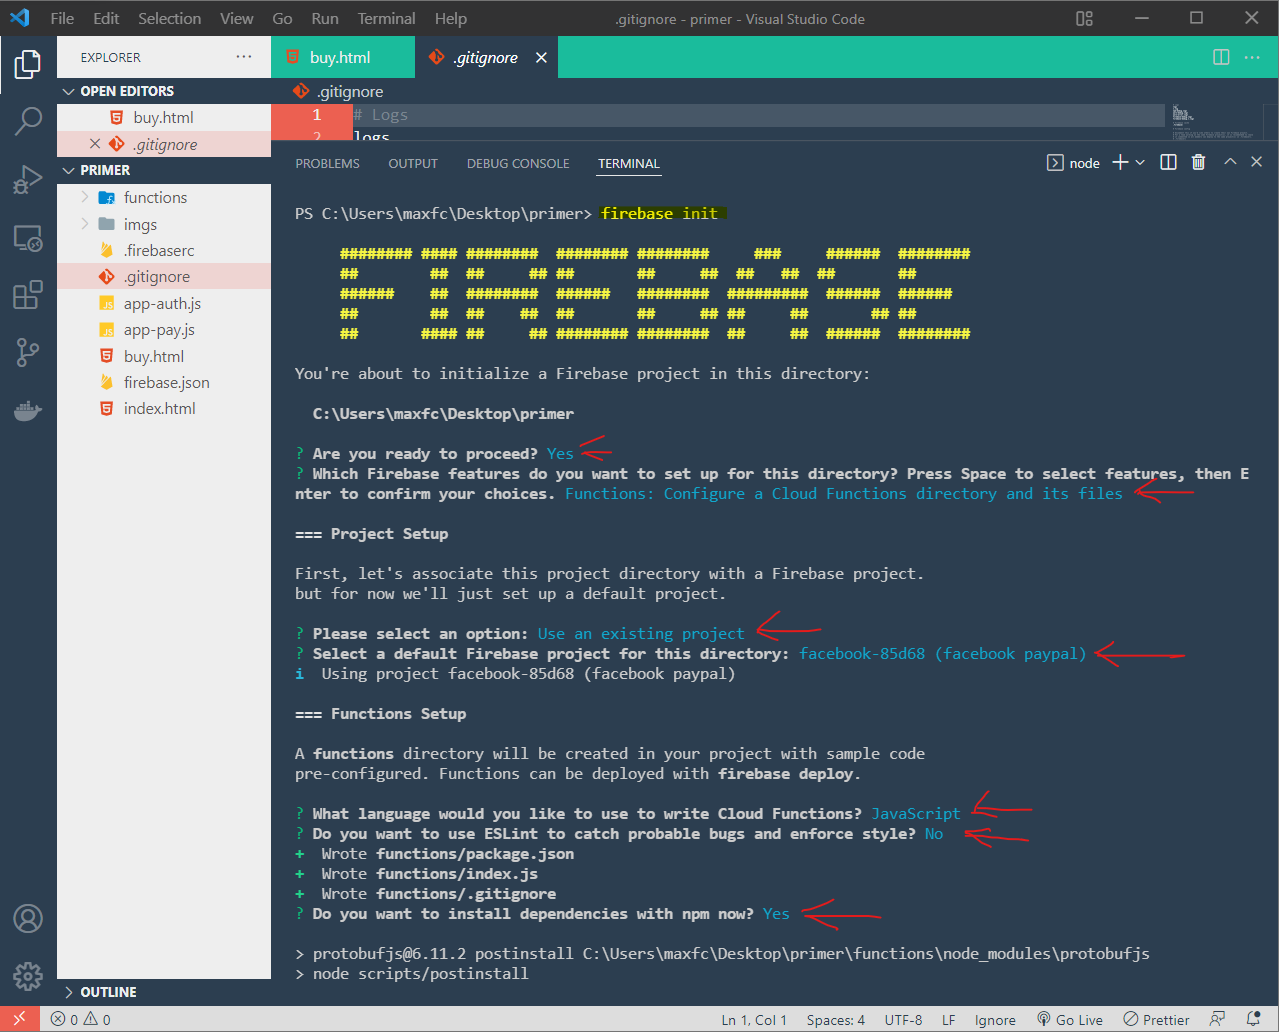 File Edit Selection View Go Run Terminal Help .gitignore - primer - Visual Studio Code
EXPLORER ···
buy.html
.gitignore
OPEN EDITORS
buy.html
.gitignore
PRIMER
functions
imgs
.firebaserc
.gitignore
app-auth.js
app-pay.js
buy.html
firebase.json
index.html
OUTLINE
.gitignore
1 # Logs
2 logs
PROBLEMS OUTPUT DEBUG CONSOLE TERMINAL node
PS C:\Users\maxfc\Desktop\primer> firebase init
######## #### ######## ######## ######## ### ###### ########
## ## ## ## ## ## ## ## ## ## ##
###### ## ######## ###### ######## ######### ###### ######
## ## ## ## ## ## ## ## ## ## ##
## #### ## ## ######## ######## ## ## ###### ########
You're about to initialize a Firebase project in this directory:
C:\Users\maxfc\Desktop\primer
? Are you ready to proceed? Yes
? Which Firebase features do you want to set up for this directory? Press Space to select features, then E
nter to confirm your choices. Functions: Configure a Cloud Functions directory and its files
=== Project Setup
First, let's associate this project directory with a Firebase project.
but for now we'll just set up a default project.
? Please select an option: Use an existing project
? Select a default Firebase project for this directory: facebook-85d68 (facebook paypal)
i Using project facebook-85d68 (facebook paypal)
=== Functions Setup
A functions directory will be created in your project with sample code
pre-configured. Functions can be deployed with firebase deploy.
? What language would you like to use to write Cloud Functions? JavaScript
? Do you want to use ESLint to catch probable bugs and enforce style? No
+ Wrote functions/package.json
+ Wrote functions/index.js
+ Wrote functions/.gitignore
? Do you want to install dependencies with npm now? Yes
> protobufjs@6.11.2 postinstall C:\Users\maxfc\Desktop\primer\functions\node_modules\protobufjs
> node scripts/postinstall
0 0 Ln 1, Col 1 Spaces: 4 UTF-8 LF Ignore Go Live Prettier